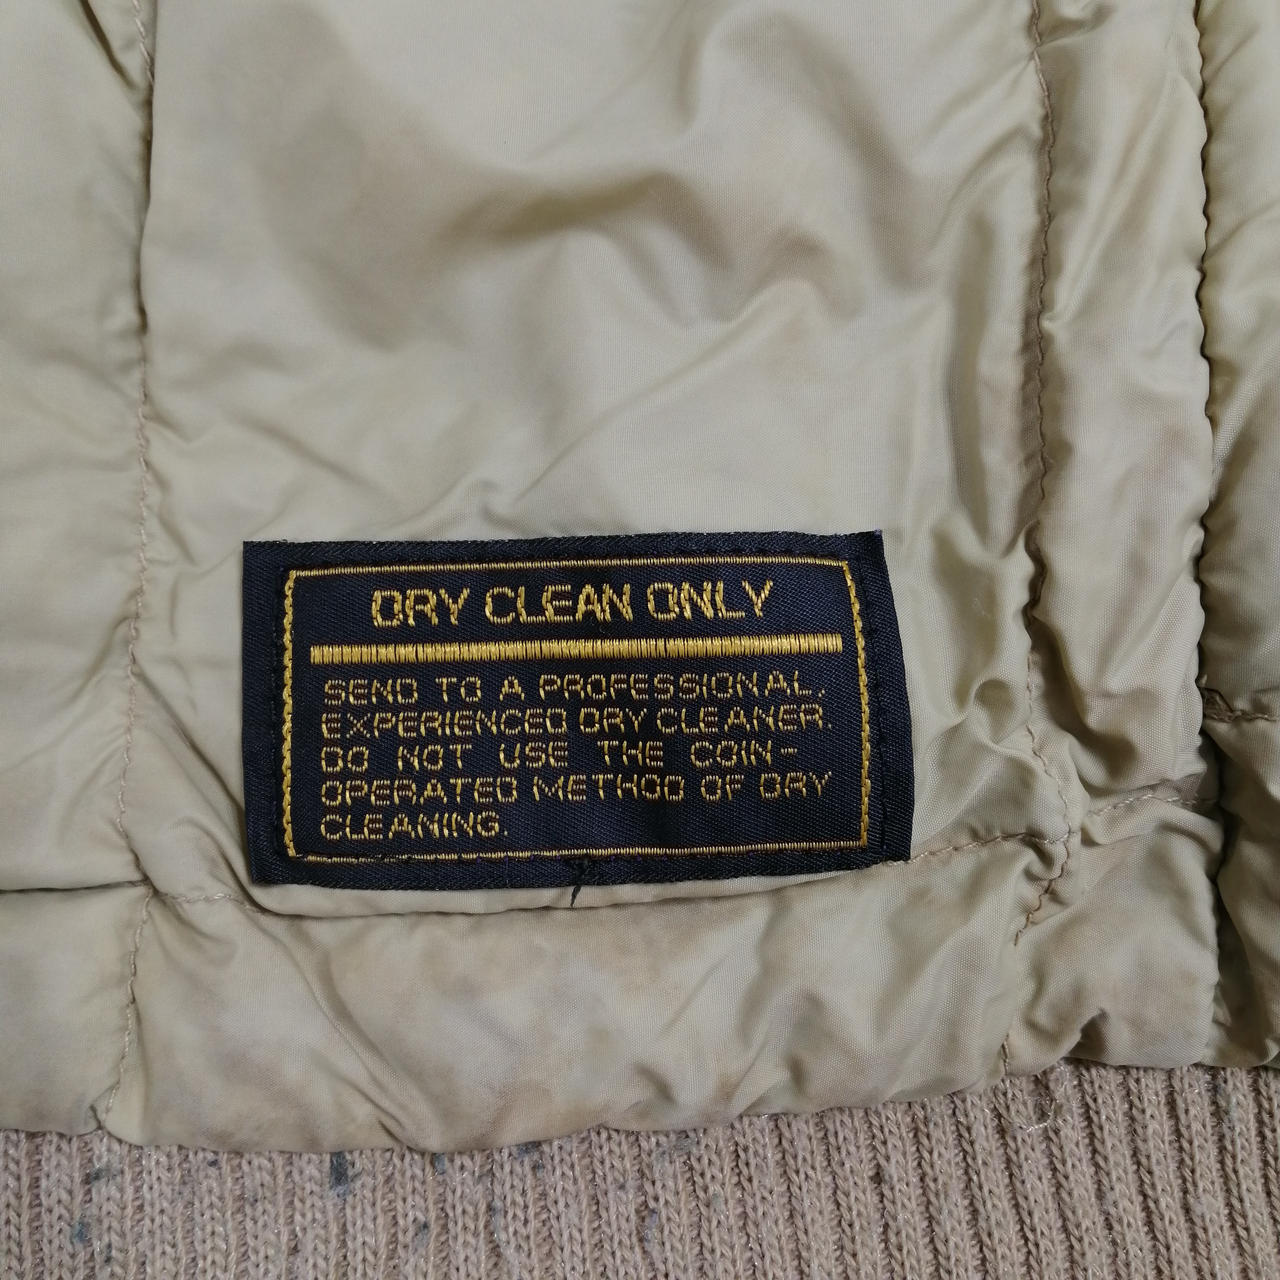 DRY CLEAN ONLY
SEND TO A PROFESSIONAL,
EXPERIENCED DRY CLEANER.
DO NOT USE THE COIN-
OPERATED METHOD OF DRY
CLEANING.